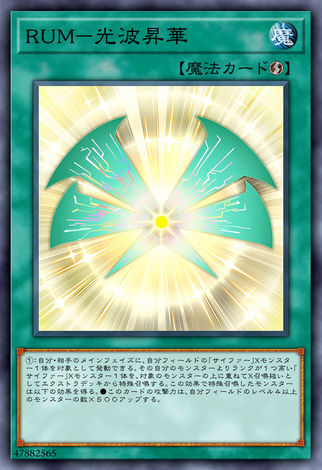 RUM－光波昇華
魔
【魔法カード】
①：自分・相手のメインフェイズに、自分フィールドの「サイファー」Xモンスタ
ー１体を対象として発動できる。その自分のモンスターよりランクが１つ高い「
サイファー」Xモンスター１体を、対象のモンスターの上に重ねてX召喚扱いと
してエクストラデッキから特殊召喚する。この効果で特殊召喚したモンスター
は以下の効果を得る。●このカードの攻撃力は、自分フィールドのレベル４以上
のモンスターの数×５００アップする。
47882565